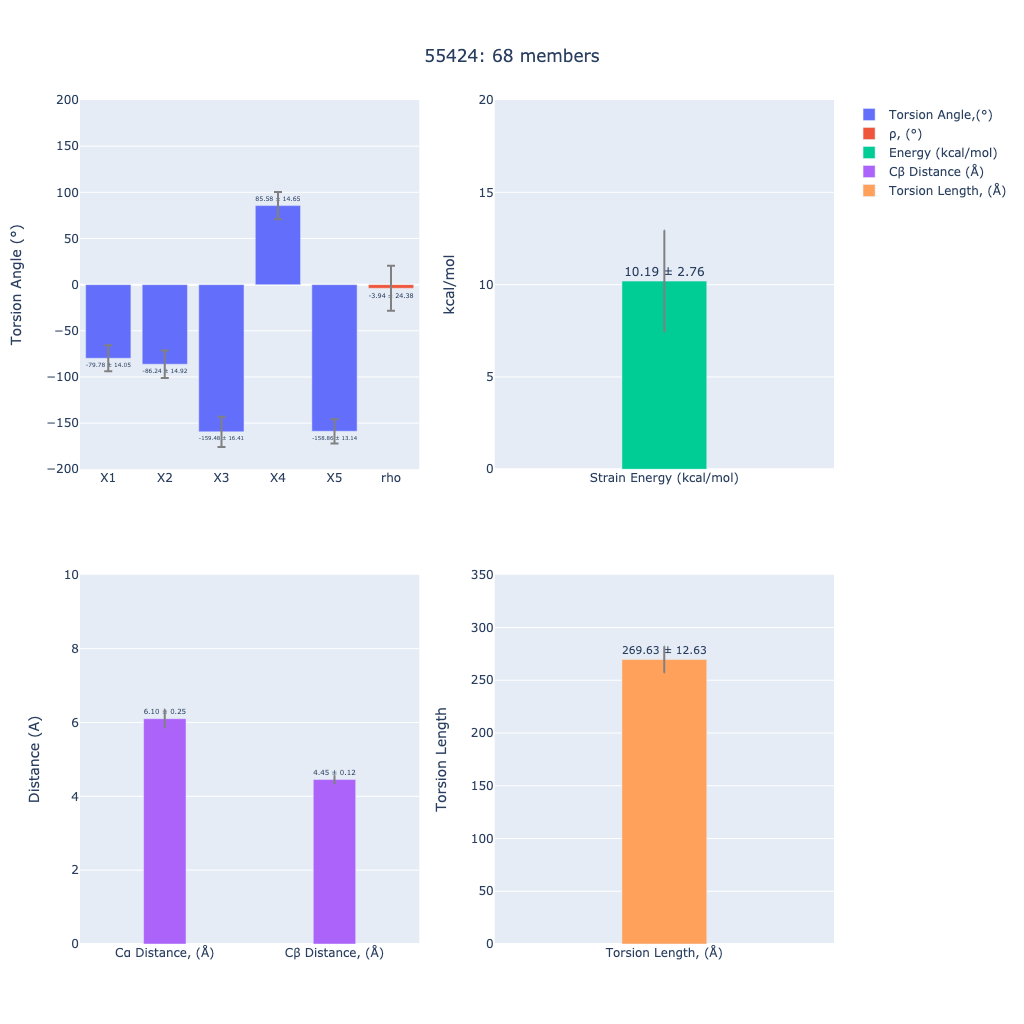 55424: 68 members
Torsion Angle (°)
200
150
100
50
0
−50
−100
−150
−200
-79.78 ± 14.05
-86.24 ± 14.92
-159.48 ± 16.41
85.58 ± 14.65
-158.86 ± 13.14
-3.94 ± 24.38
X1 X2 X3 X4 X5 rho
kcal/mol
20
15
10
5
0
10.19 ± 2.76
Strain Energy (kcal/mol)
Torsion Angle,(°)
ρ, (°)
Energy (kcal/mol)
Cβ Distance (Å)
Torsion Length, (Å)
Distance (A)
10
8
6
4
2
0
6.10 ± 0.25
4.45 ± 0.12
Cα Distance, (Å) Cβ Distance, (Å)
Torsion Length
350
300
250
200
150
100
50
0
269.63 ± 12.63
Torsion Length, (Å)